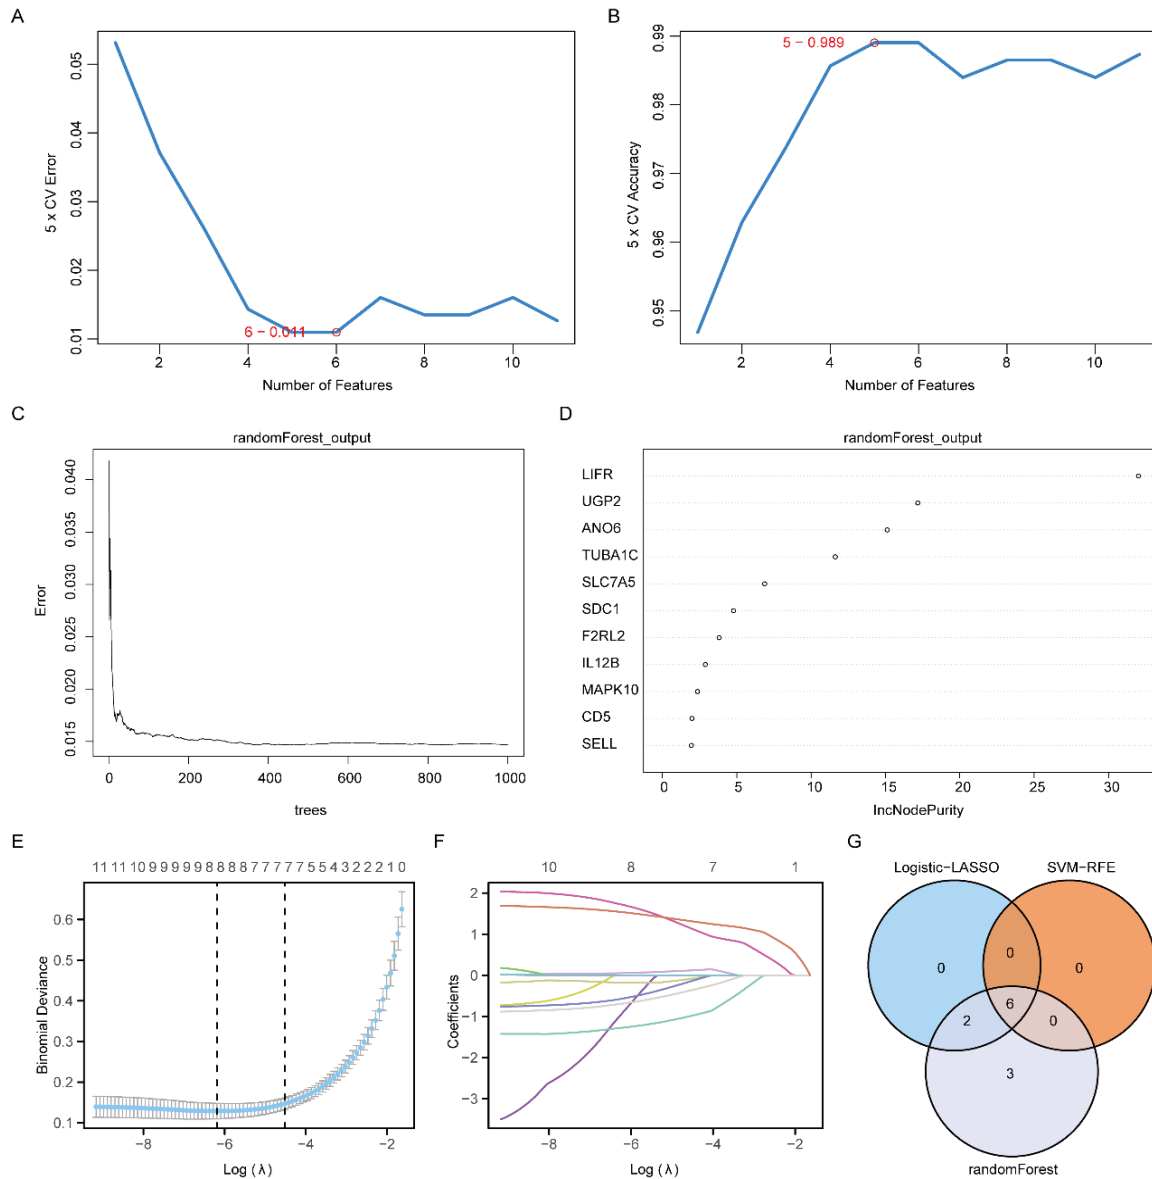 A
5 x CV Error
0.05
0.04
0.03
0.02
0.01
6 − 0.011
2 4 6 8 10
Number of Features
B
5 x CV Accuracy
0.99
0.98
0.97
0.96
0.95
5 − 0.989
2 4 6 8 10
Number of Features
C
randomForest_output
Error
0.040
0.035
0.030
0.025
0.020
0.015
0 200 400 600 800 1000
trees
D
randomForest_output
LIFR
UGP2
ANO6
TUBA1C
SLC7A5
SDC1
F2RL2
IL12B
MAPK10
CD5
SELL
0 5 10 15 20 25 30
IncNodePurity
E
11 11 10 9 9 9 9 9 8 8 8 8 7 7 7 7 7 5 5 4 3 2 2 2 1 0
Binomial Deviance
0.6
0.5
0.4
0.3
0.2
0.1
−8 −6 −4 −2
Log (λ)
F
10 8 7 1
Coefficients
2
1
0
−1
−2
−3
−8 −6 −4 −2
Log (λ)
G
Logistic−LASSO SVM−RFE
0 0 0
6
2 0
3
randomForest